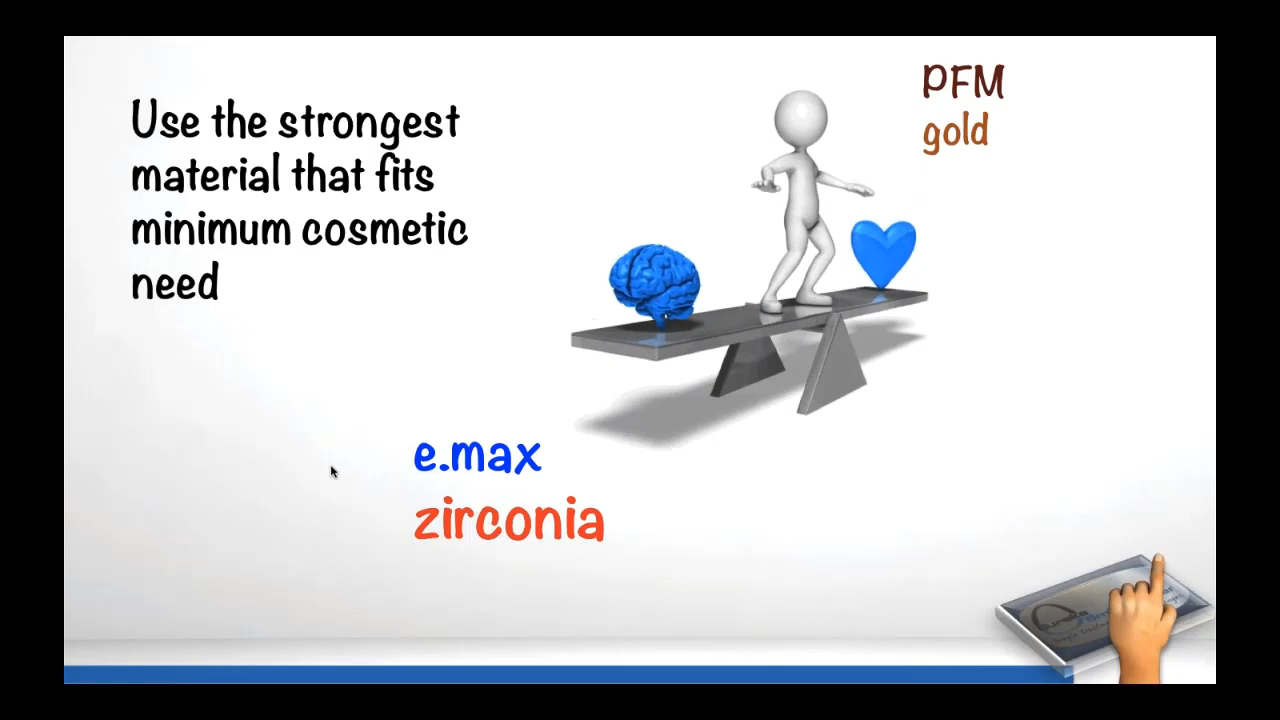 Use the strongest
material that fits
minimum cosmetic
need
PFM
gold
e.max
zirconia